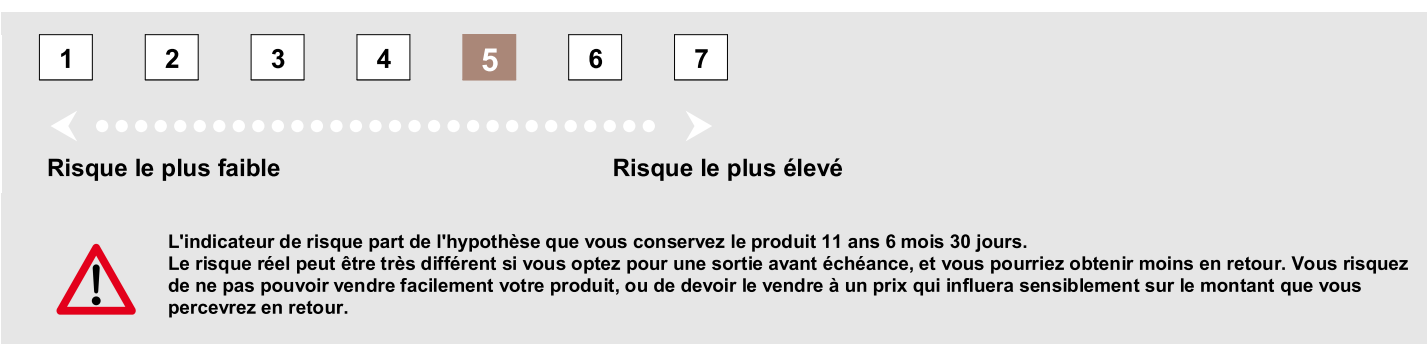 1 2 3 4 5 6 7
Risque le plus faible Risque le plus élevé
L'indicateur de risque part de l'hypothèse que vous conservez le produit 11 ans 6 mois 30 jours.
Le risque réel peut être très différent si vous optez pour une sortie avant échéance, et vous pourriez obtenir moins en retour. Vous risquez
de ne pas pouvoir vendre facilement votre produit, ou de devoir le vendre à un prix qui influera sensiblement sur le montant que vous
percevrez en retour.